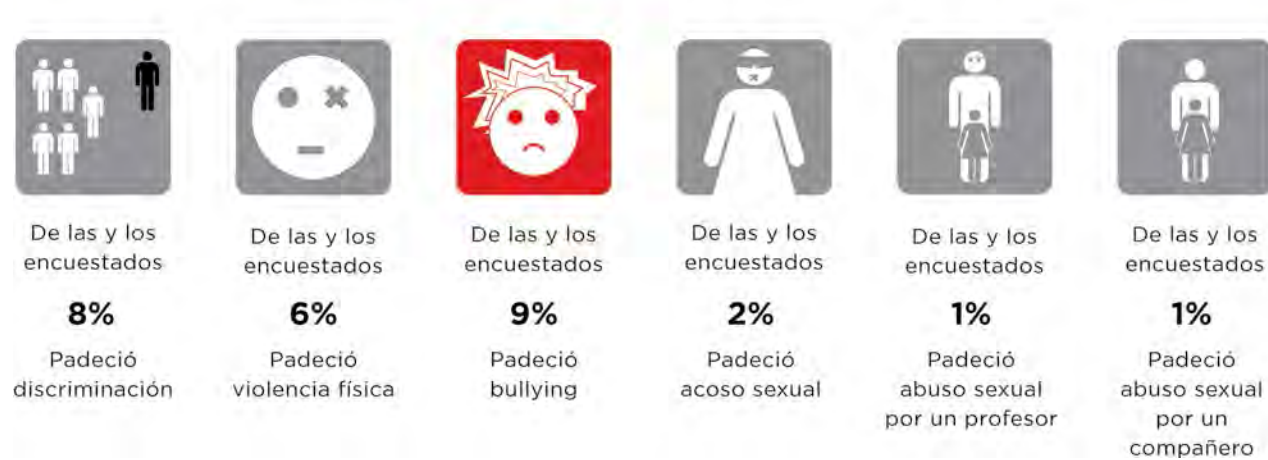 De las y los
encuestados
8%
Padeció
discriminación
De las y los
encuestados
6%
Padeció
violencia física
De las y los
encuestados
9%
Padeció
bullying
De las y los
encuestados
2%
Padeció
acoso sexual
De las y los
encuestados
1%
Padeció
abuso sexual
por un profesor
De las y los
encuestados
1%
Padeció
abuso sexual
por un
compañero